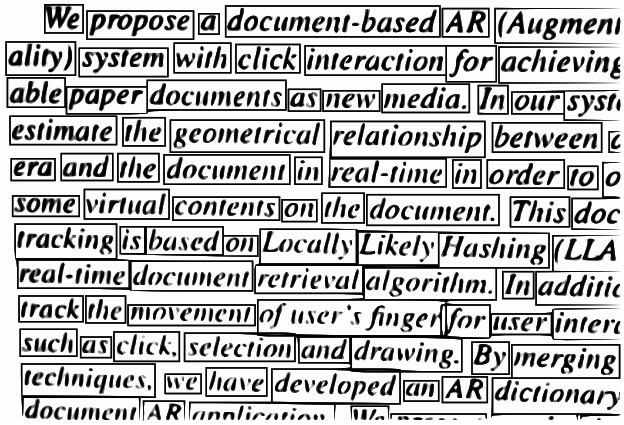 We propose a document-based AR (Augmen
ality) system with click interaction for achieving
able paper documents as new media. In our syst
estimate the geometrical relationship between
era and the document in real-time in order to
some virtual contents on the document. This doc
tracking is based on Locally Likely Hashing (LLA
real-time document retrieval algorithm. In additio
track the movement of user's finger for user intera
such as click, selection and drawing. By merging
techniques, we have developed an AR dictionary
document AR application. We